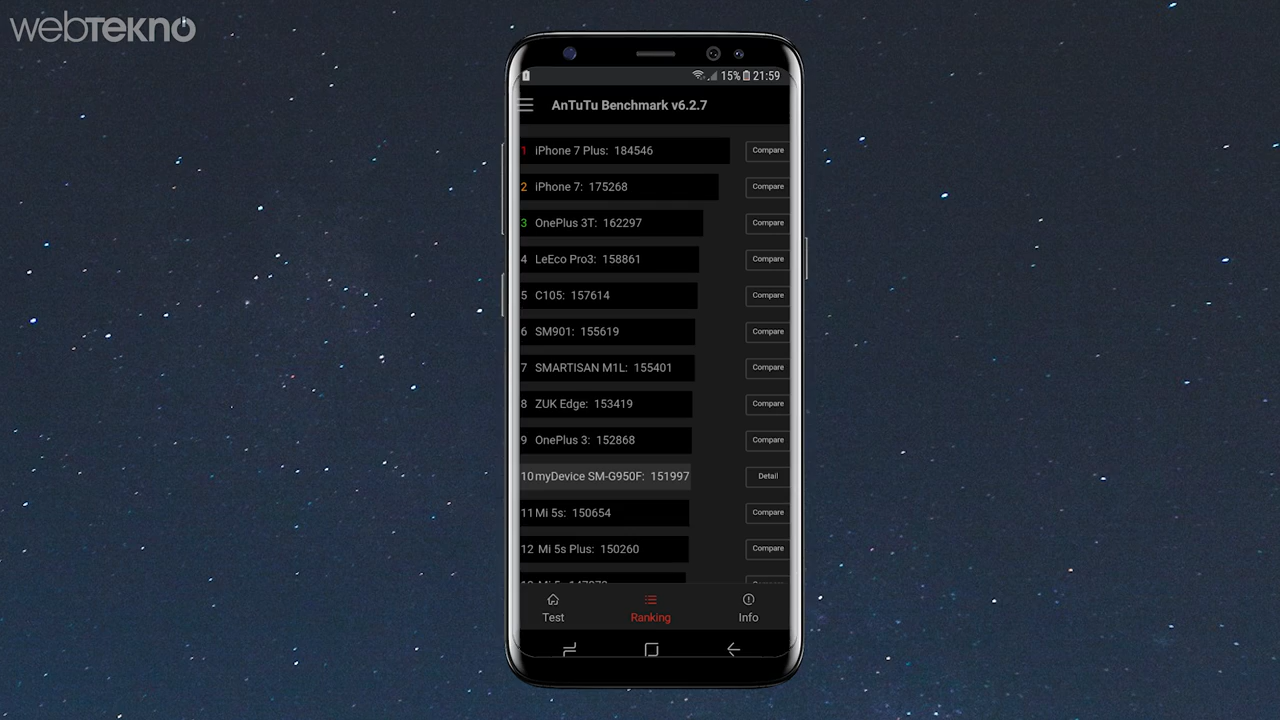 webtekno
15% 21:59
AnTuTu Benchmark v6.2.7
1 iPhone 7 Plus: 184546 Compare
2 iPhone 7: 175268 Compare
3 OnePlus 3T: 162297 Compare
4 LeEco Pro3: 158861 Compare
5 C105: 157614 Compare
6 SM901: 155619 Compare
7 SMARTISAN M1L: 155401 Compare
8 ZUK Edge: 153419 Compare
9 OnePlus 3: 152868 Compare
10 myDevice SM-G950F: 151997 Detail
11 Mi 5s: 150654 Compare
12 Mi 5s Plus: 150260 Compare
Test Ranking Info